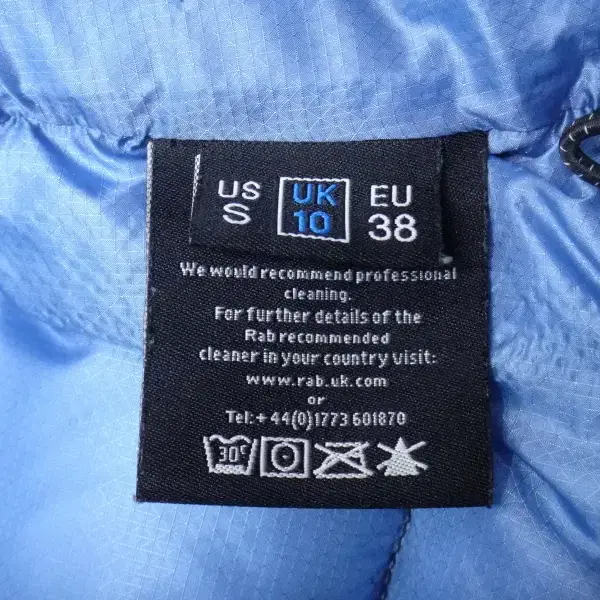 US UK EU
S 10 38
We would recommend professional
cleaning.
For further details of the
Rab recommended
cleaner in your country visit:
www.rab.uk.com
or
Tel:+ 44(0)1773 601870
30°